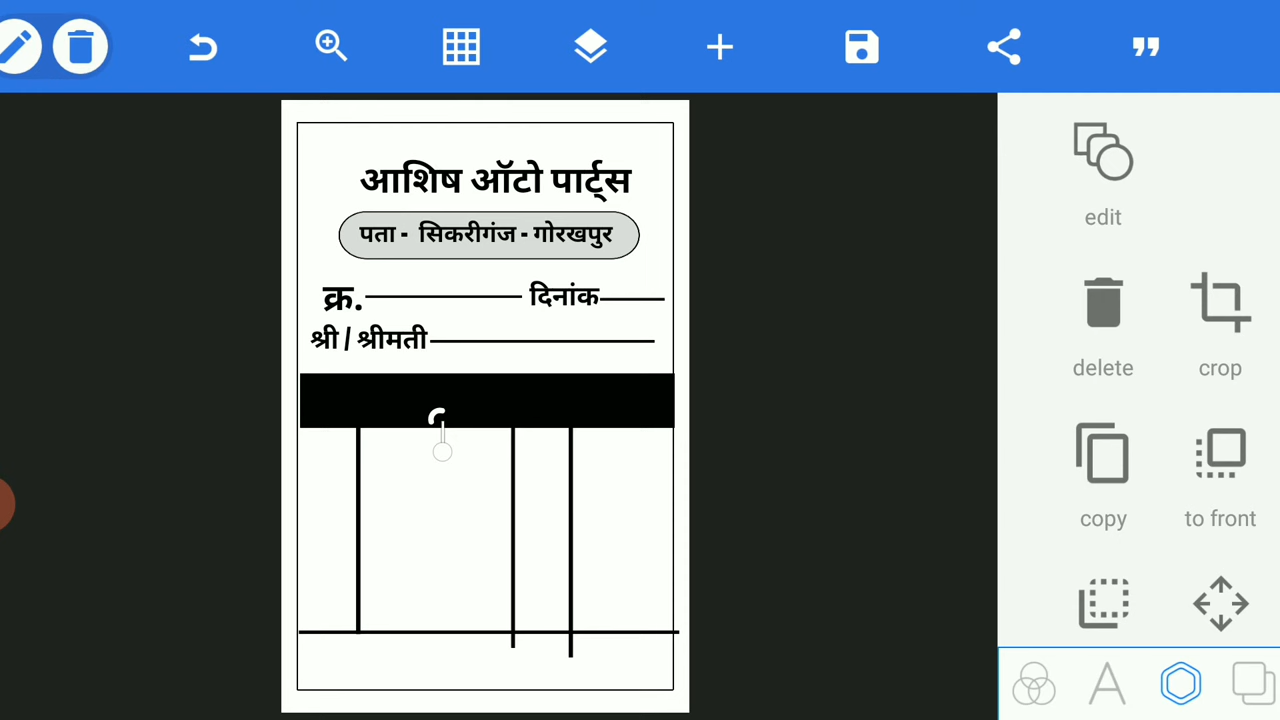 आशिष ऑटो पार्ट्स
पता - सिकरीगंज - गोरखपुर
क्र. दिनांक
श्री / श्रीमती
edit
delete crop
copy to front